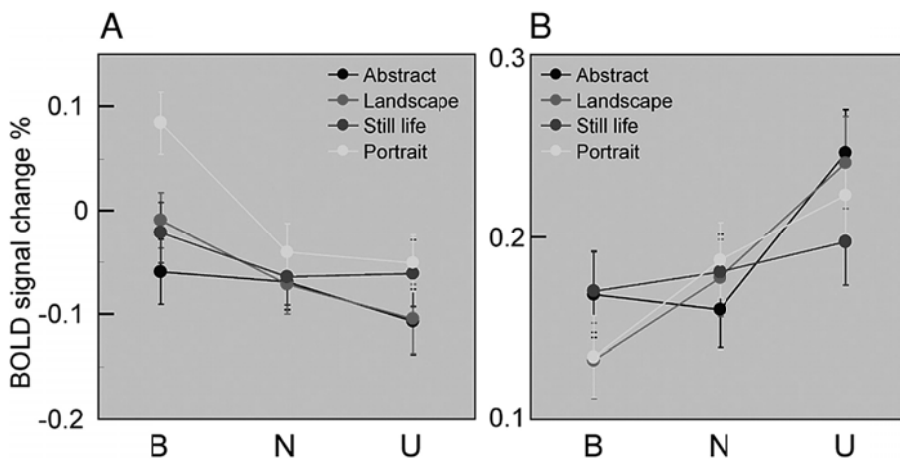 A
B
BOLD signal change %
0.1
0
-0.1
-0.2
Abstract
Landscape
Still life
Portrait
B N U
0.3
0.2
0.1
Abstract
Landscape
Still life
Portrait
B N U